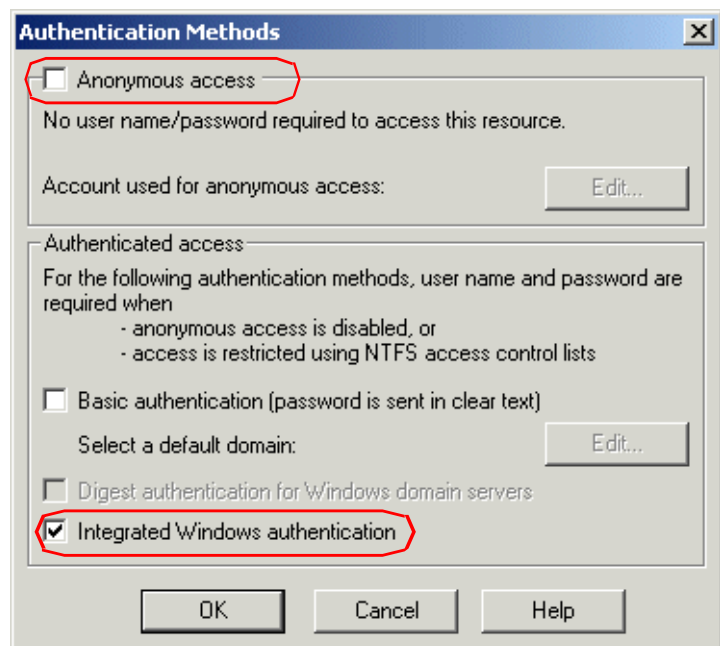 Authentication Methods
Anonymous access
No user name/password required to access this resource.
Account used for anonymous access:
Edit...
Authenticated access
For the following authentication methods, user name and password are
required when
- anonymous access is disabled, or
- access is restricted using NTFS access control lists
Basic authentication (password is sent in clear text)
Select a default domain:
Edit...
Digest authentication for Windows domain servers
Integrated Windows authentication
OK
Cancel
Help